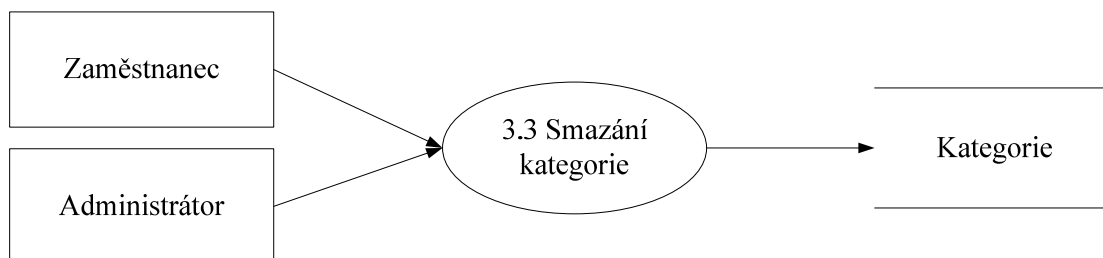 Zaměstnanec
3.3 Smazání
kategorie
Kategorie
Administrátor